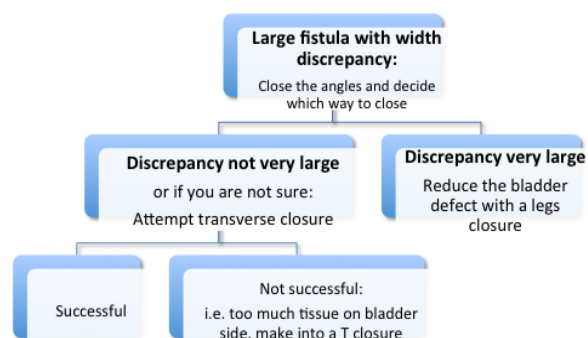 Large fistula with width
discrepancy:
Close the angles and decide
which way to close
Discrepancy not very large
or if you are not sure:
Attempt transverse closure
Discrepancy very large
Reduce the bladder
defect with a legs
closure
Successful
Not successful:
i.e. too much tissue on bladder
side, make into a T closure